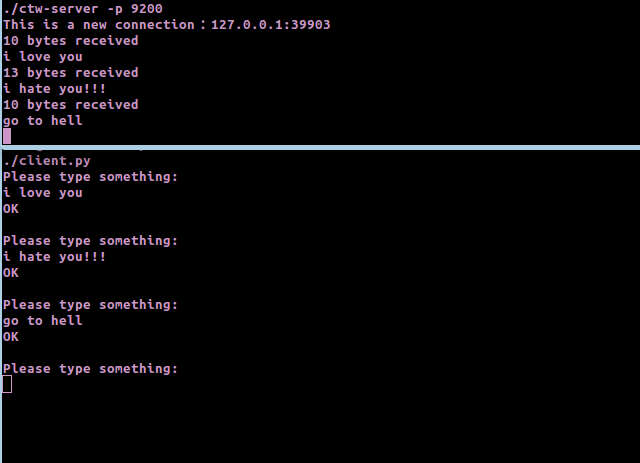 ./ctw-server -p 9200
This is a new connection：127.0.0.1:39903
10 bytes received
i love you
13 bytes received
i hate you!!!
10 bytes received
go to hell
./client.py
Please type something:
i love you
OK
Please type something:
i hate you!!!
OK
Please type something:
go to hell
OK
Please type something: